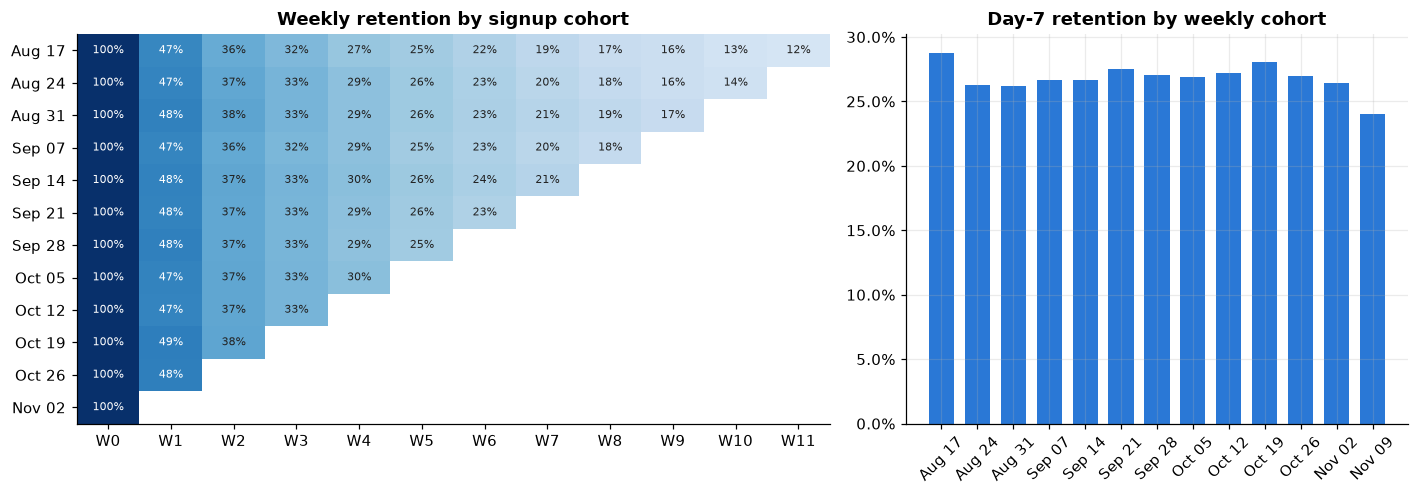 Weekly retention by signup cohort
Aug 17 100% 47% 36% 32% 27% 25% 22% 19% 17% 16% 13% 12%
Aug 24 100% 47% 37% 33% 29% 26% 23% 20% 18% 16% 14%
Aug 31 100% 48% 38% 33% 29% 26% 23% 21% 19% 17%
Sep 07 100% 47% 36% 32% 29% 25% 23% 20% 18%
Sep 14 100% 48% 37% 33% 30% 26% 24% 21%
Sep 21 100% 48% 37% 33% 29% 26% 23%
Sep 28 100% 48% 37% 33% 29% 25%
Oct 05 100% 47% 37% 33% 30%
Oct 12 100% 47% 37% 33%
Oct 19 100% 49% 38%
Oct 26 100% 48%
Nov 02 100%
W0 W1 W2 W3 W4 W5 W6 W7 W8 W9 W10 W11
Day-7 retention by weekly cohort
30.0%
25.0%
20.0%
15.0%
10.0%
5.0%
0.0%
Aug 17 Aug 24 Aug 31 Sep 07 Sep 14 Sep 21 Sep 28 Oct 05 Oct 12 Oct 19 Oct 26 Nov 02 Nov 09